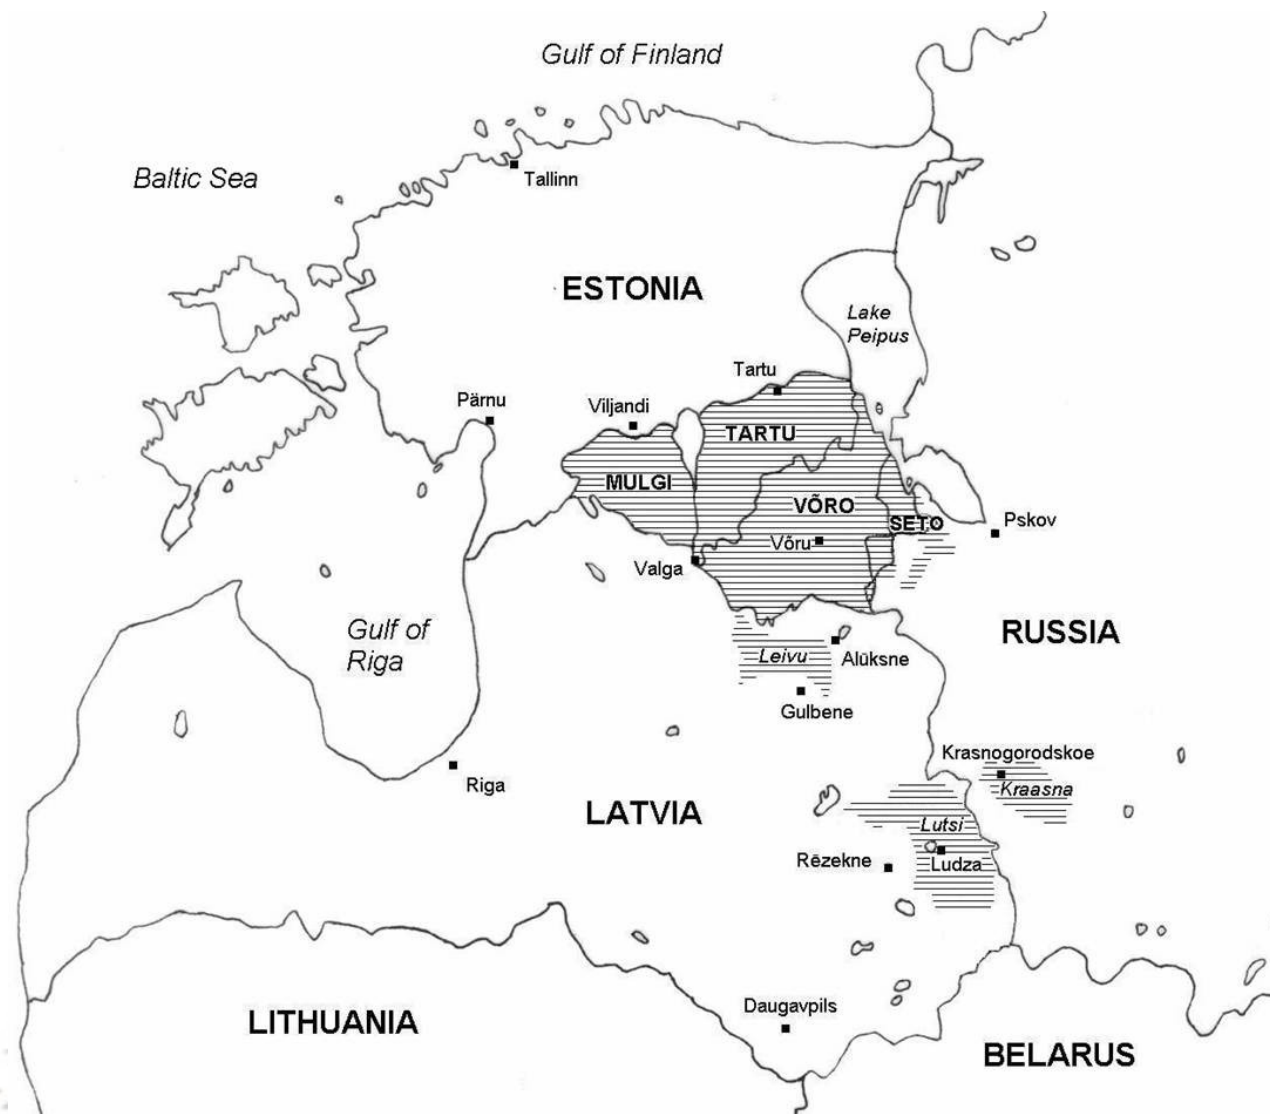 Gulf of Finland
Baltic Sea
Tallinn
ESTONIA
Lake
Peipus
Tartu
Pärnu
Viljandi
TARTU
MULGI
VÕRO
SETO
Pskov
Võru
Valga
Gulf of
Riga
RUSSIA
Leivu
Alūksne
Gulbene
Krasnogorodskoe
Kraasna
Riga
LATVIA
Lutsi
Rēzekne
Ludza
Daugavpils
LITHUANIA
BELARUS